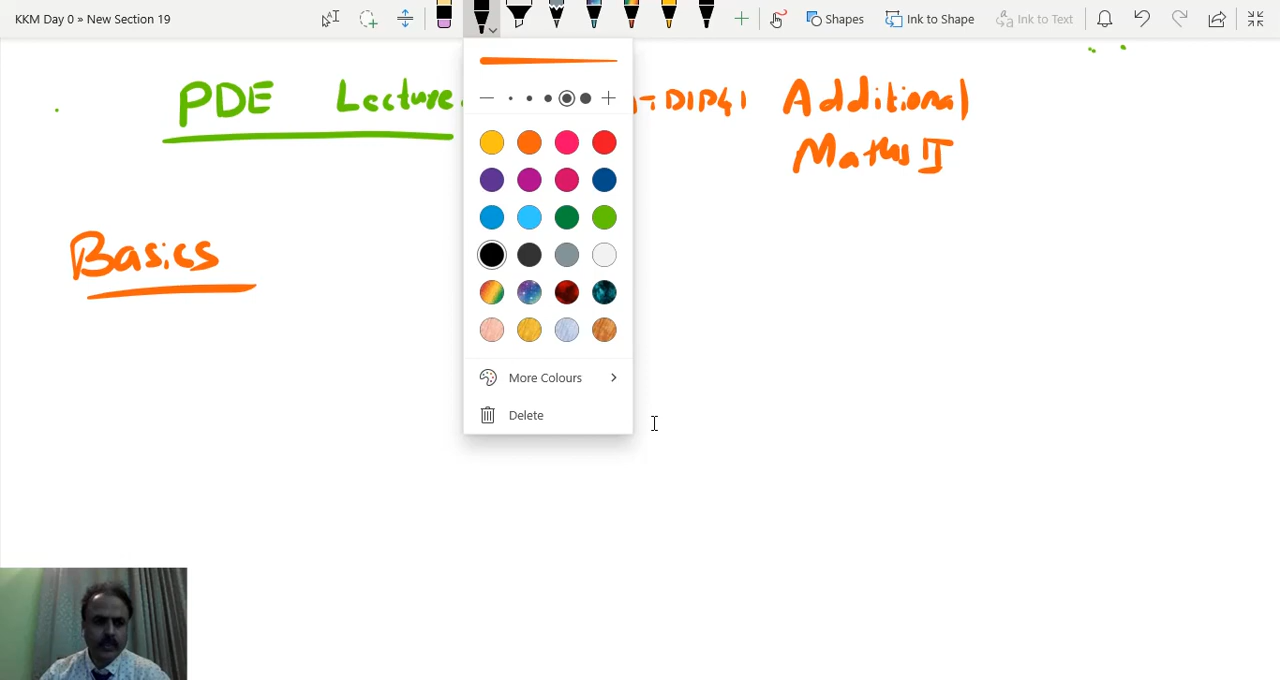 KKM Day 0 » New Section 19
Shapes
Ink to Shape
Ink to Text
PDE Lecture
DIP41 Additional
Maths II
Basics
More Colours
Delete